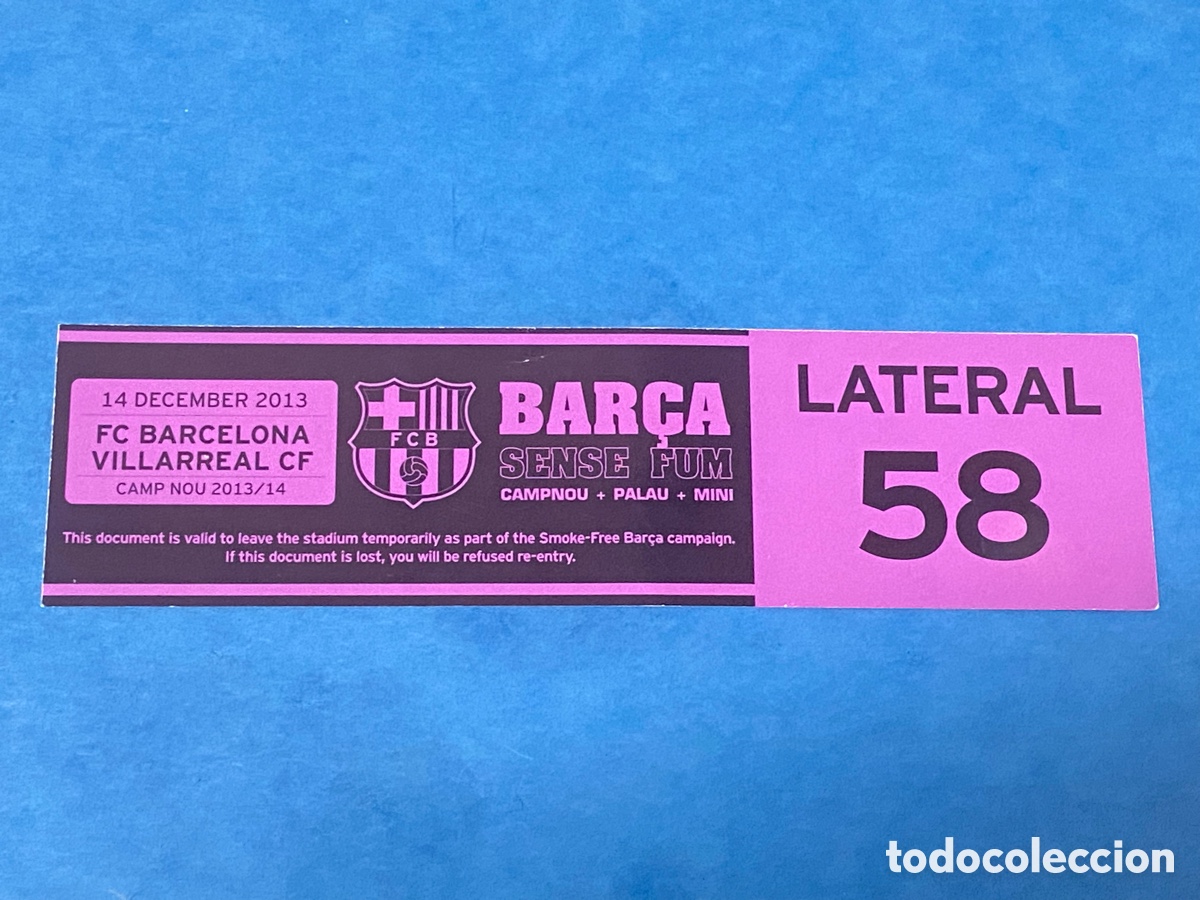 14 DECEMBER 2013
FC BARCELONA
VILLARREAL CF
CAMP NOU 2013/14
FCB
BARÇA
SENSE FUM
CAMPNOU + PALAU + MINI
This document is valid to leave the stadium temporarily as part of the Smoke-Free Barça campaign.
If this document is lost, you will be refused re-entry.
LATERAL
58
todocoleccion